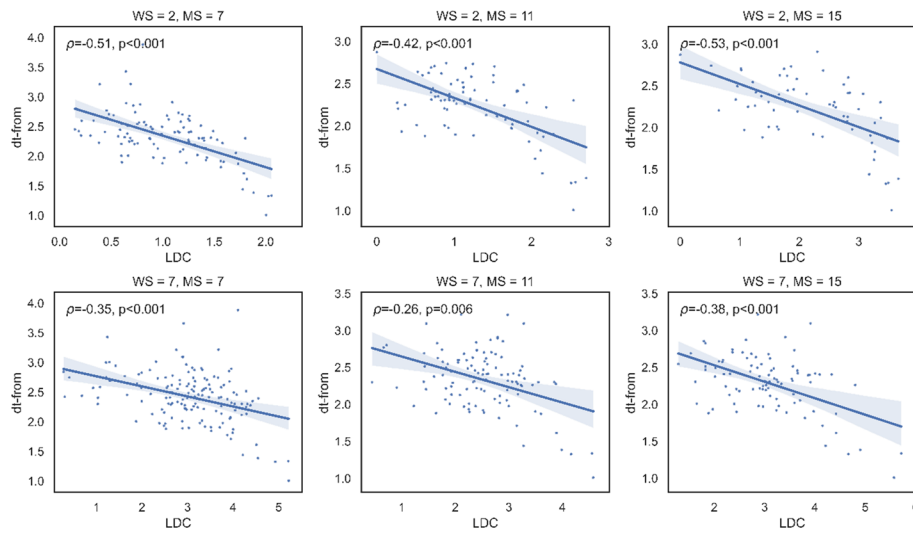 WS = 2, MS = 7
WS = 2, MS = 11
WS = 2, MS = 15
ρ=-0.51, p<0.001
ρ=-0.42, p<0.001
ρ=-0.53, p<0.001
dt-from
4.0
3.5
3.0
2.5
2.0
1.5
1.0
0.0 0.5 1.0 1.5 2.0
LDC
dt-from
3.0
2.5
2.0
1.5
1.0
0 1 2 3
LDC
dt-from
3.0
2.5
2.0
1.5
1.0
0 1 2 3
LDC
WS = 7, MS = 7
WS = 7, MS = 11
WS = 7, MS = 15
ρ=-0.35, p<0.001
ρ=-0.26, p=0.006
ρ=-0.38, p<0.001
dt-from
4.0
3.5
3.0
2.5
2.0
1.5
1.0
1 2 3 4 5
LDC
dt-from
3.5
3.0
2.5
2.0
1.5
1.0
1 2 3 4
LDC
dt-from
3.5
3.0
2.5
2.0
1.5
1.0
2 3 4 5 6
LDC